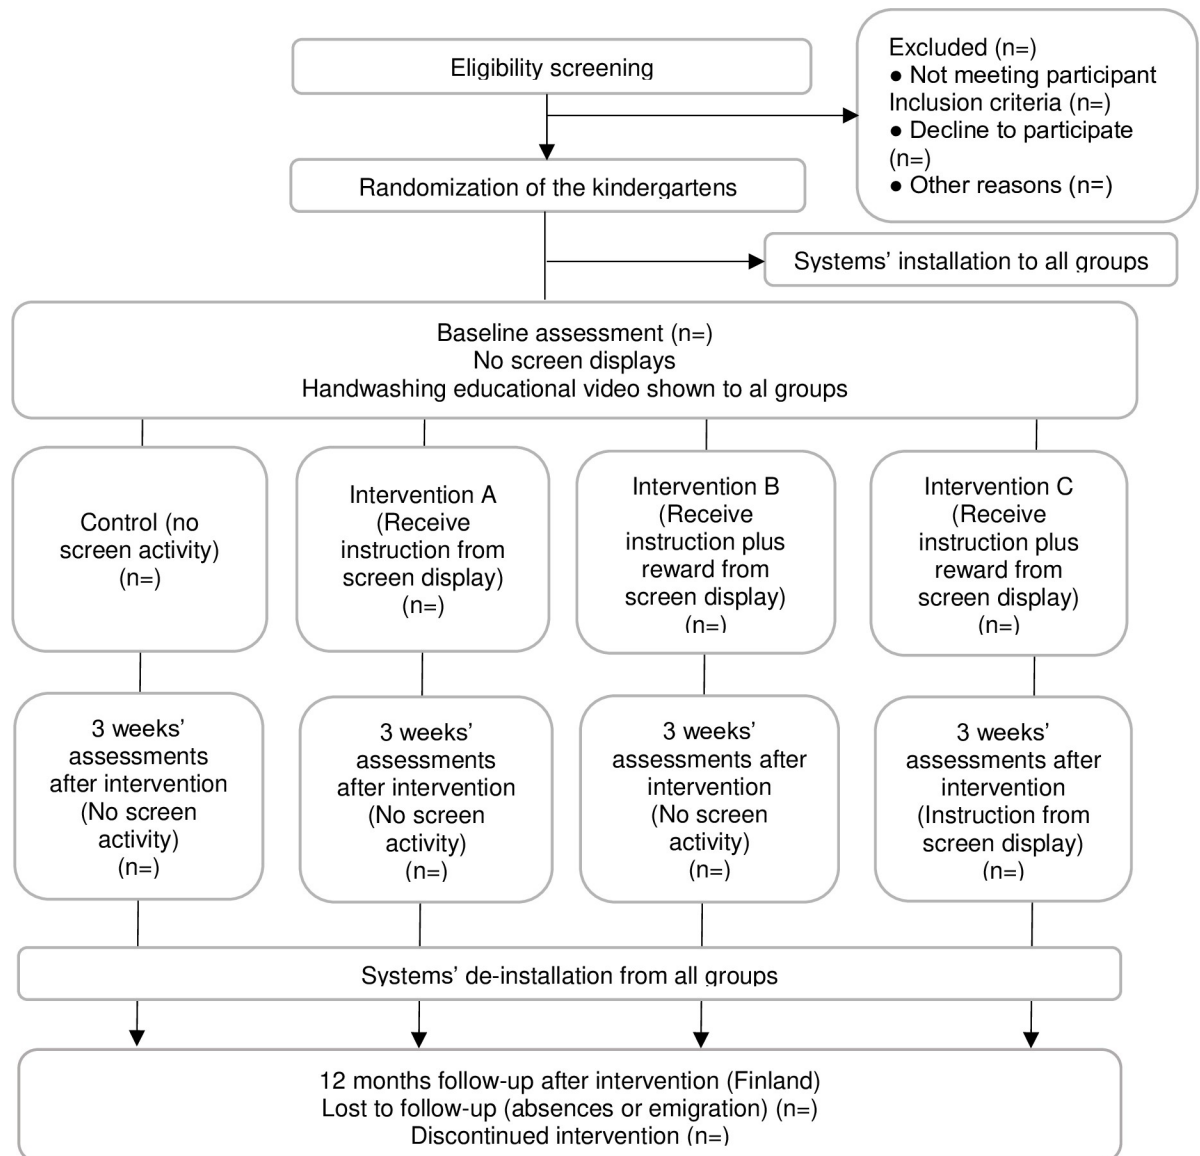 Eligibility screening
Excluded (n=)
● Not meeting participant
Inclusion criteria (n=)
● Decline to participate
(n=)
● Other reasons (n=)
Randomization of the kindergartens
Systems’ installation to all groups
Baseline assessment (n=)
No screen displays
Handwashing educational video shown to al groups
Control (no
screen activity)
(n=)
Intervention A
(Receive
instruction from
screen display)
(n=)
Intervention B
(Receive
instruction plus
reward from
screen display)
(n=)
Intervention C
(Receive
instruction plus
reward from
screen display)
(n=)
3 weeks’
assessments
after intervention
(No screen
activity)
(n=)
3 weeks’
assessments
after intervention
(No screen
activity)
(n=)
3 weeks’
assessments after
intervention
(No screen
activity)
(n=)
3 weeks’
assessments after
intervention
(Instruction from
screen display)
(n=)
Systems’ de-installation from all groups
12 months follow-up after intervention (Finland)
Lost to follow-up (absences or emigration) (n=)
Discontinued intervention (n=)